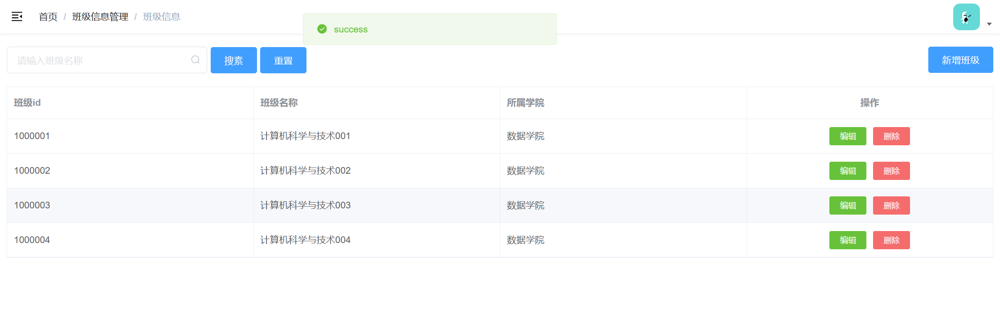 首页 / 班级信息管理 / 班级信息
success
请输入班级名称 搜素 重置 新增班级
班级id 班级名称 所属学院 操作
1000001 计算机科学与技术001 数据学院 编辑 删除
1000002 计算机科学与技术002 数据学院 编辑 删除
1000003 计算机科学与技术003 数据学院 编辑 删除
1000004 计算机科学与技术004 数据学院 编辑 删除